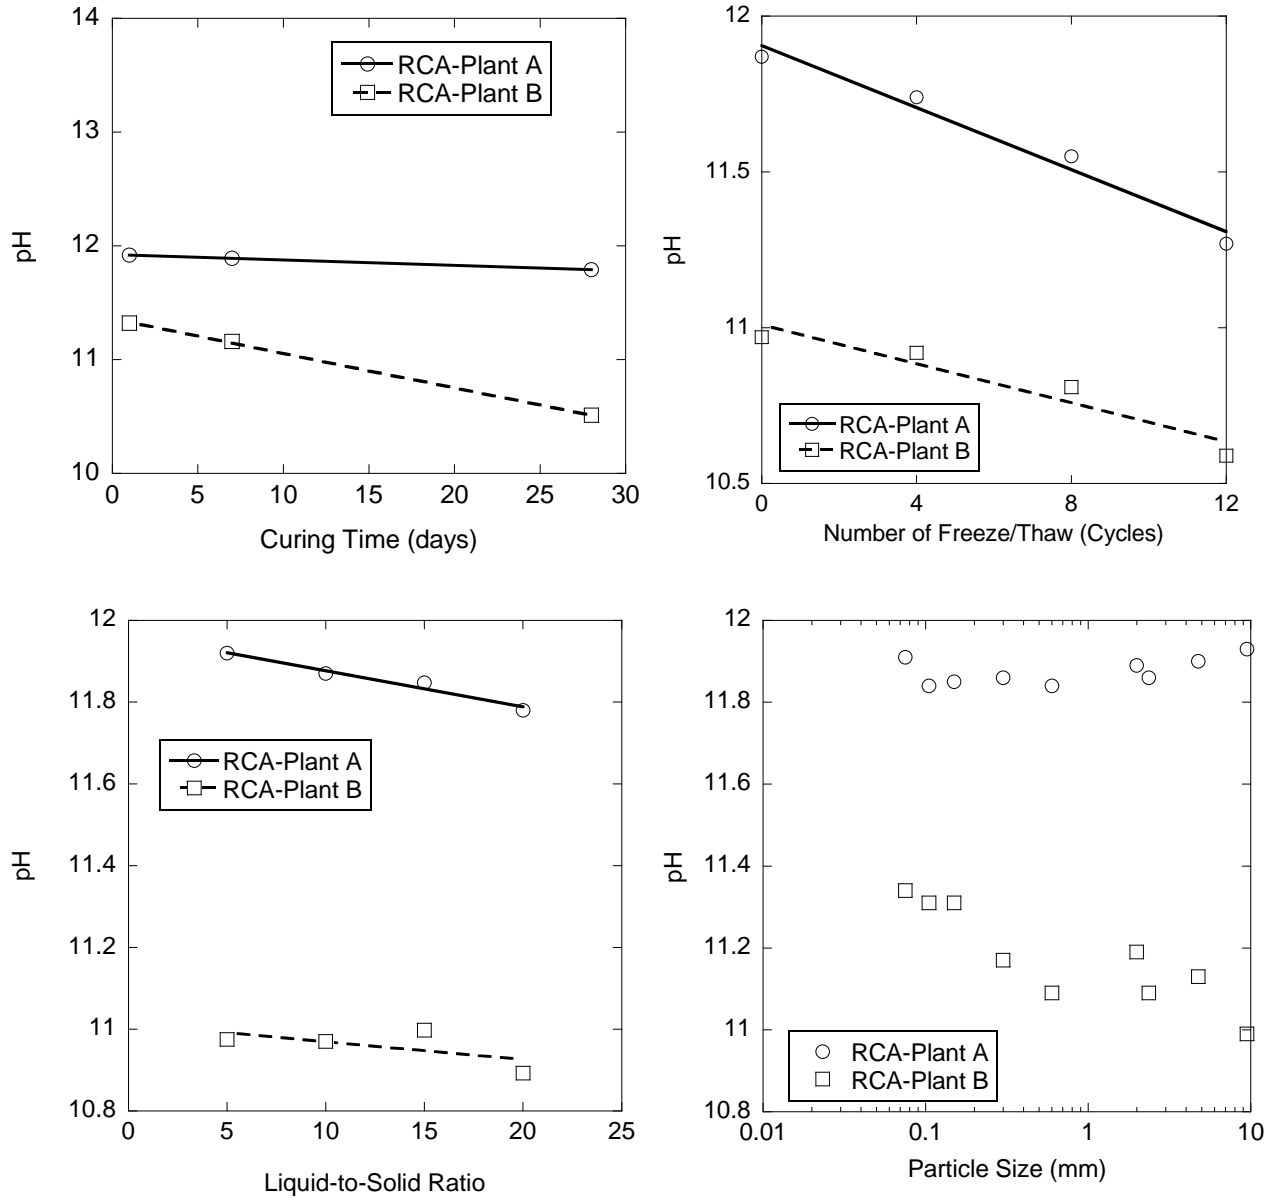 14
13
12
11
10
pH
RCA-Plant A
RCA-Plant B
0 5 10 15 20 25 30
Curing Time (days)
12
11.5
11
10.5
pH
RCA-Plant A
RCA-Plant B
0 4 8 12
Number of Freeze/Thaw (Cycles)
12
11.8
11.6
11.4
11.2
11
10.8
pH
RCA-Plant A
RCA-Plant B
0 5 10 15 20 25
Liquid-to-Solid Ratio
12
11.8
11.6
11.4
11.2
11
10.8
pH
RCA-Plant A
RCA-Plant B
0.01 0.1 1 10
Particle Size (mm)